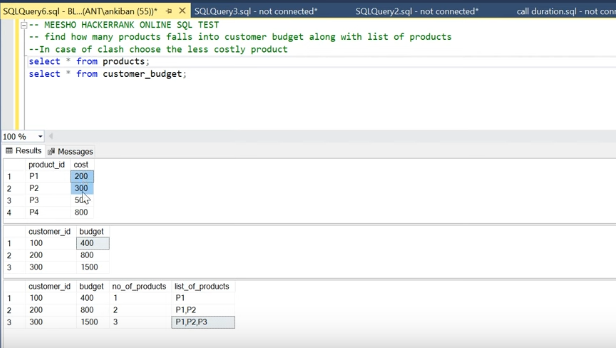 SQLQuery6.sql - BL...(ANT\ankiban (55))* SQLQuery3.sql - not connected* SQLQuery2.sql - not connected* call duration.sql - not con
-- MEESHO HACKERRANK ONLINE SQL TEST
-- find how many products falls into customer budget along with list of products
--In case of clash choose the less costly product
select * from products;
select * from customer_budget;
100 %
Results Messages
product_id cost
1 P1 200
2 P2 300
3 P3
4 P4 800
customer_id budget
1 100 400
2 200 800
3 300 1500
customer_id budget no_of_products list_of_products
1 100 400 1 P1
2 200 800 2 P1,P2
3 300 1500 3 P1,P2,P3